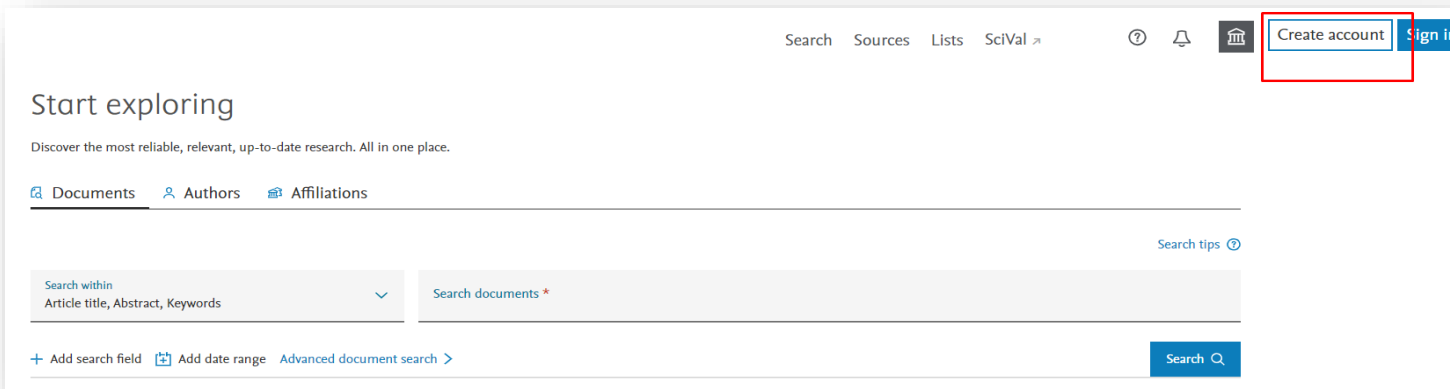 Search Sources Lists SciVal ↗ Create account Sign in
Start exploring
Discover the most reliable, relevant, up-to-date research. All in one place.
Documents Authors Affiliations
Search tips
Search within
Article title, Abstract, Keywords
Search documents *
+ Add search field Add date range Advanced document search >
Search